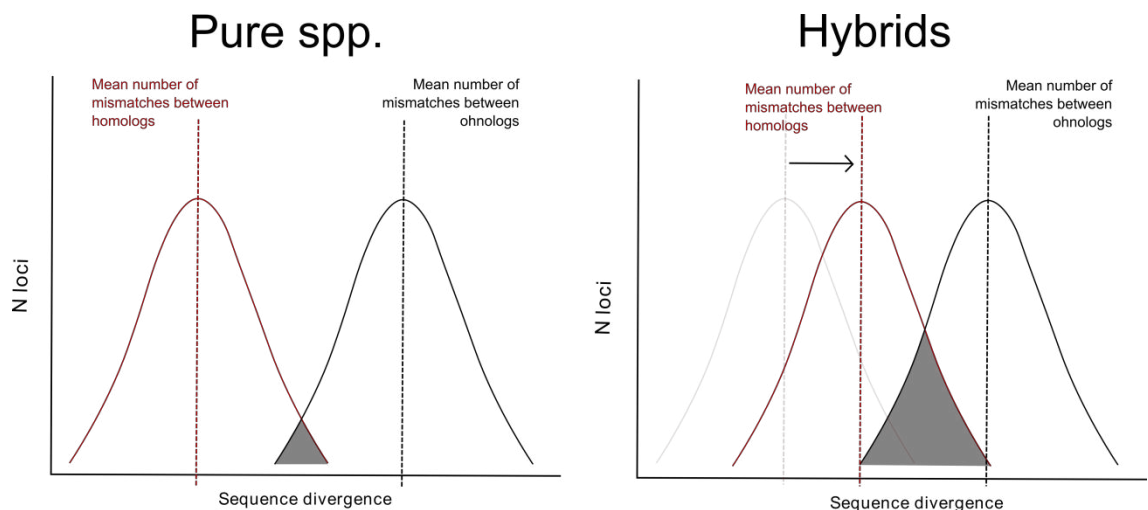 Pure spp.
Mean number of
mismatches between
homologs
Mean number of
mismatches between
ohnologs
N loci
Sequence divergence
Hybrids
Mean number of
mismatches between
homologs
Mean number of
mismatches between
ohnologs
N loci
Sequence divergence